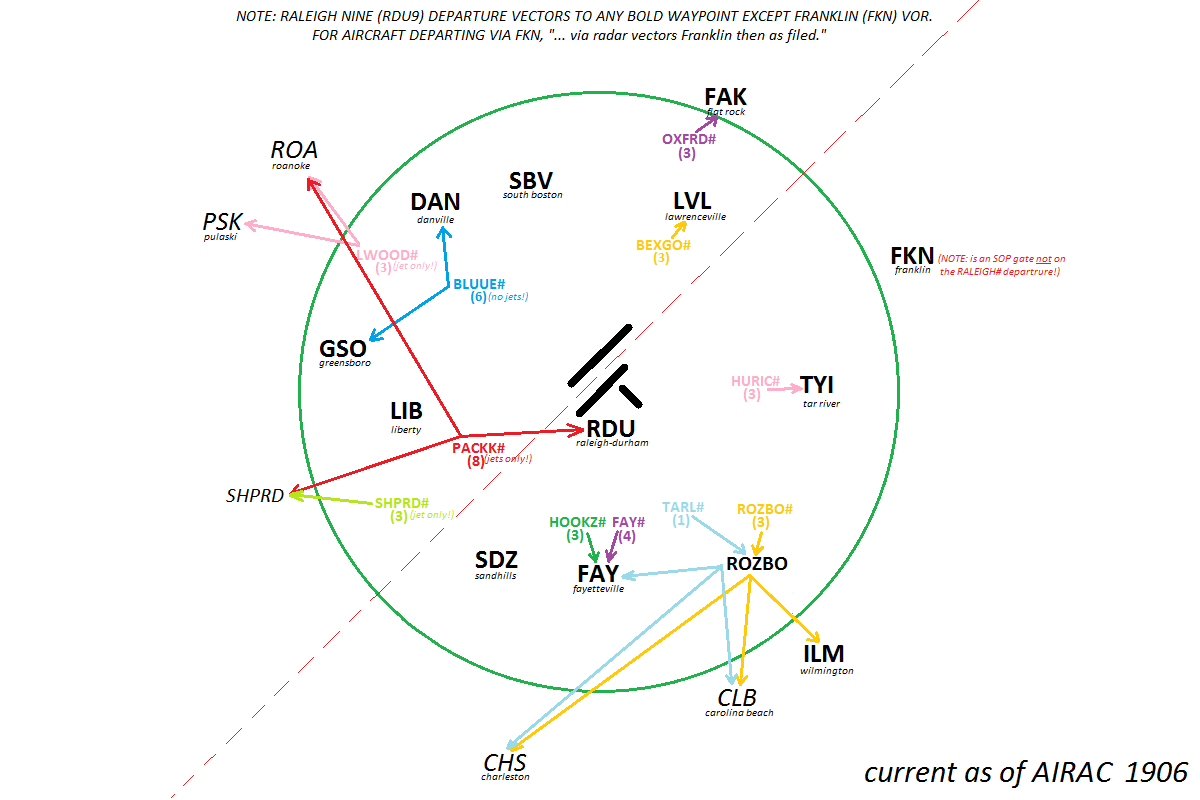 NOTE: RALEIGH NINE (RDU9) DEPARTURE VECTORS TO ANY BOLD WAYPOINT EXCEPT FRANKLIN (FKN) VOR.
FOR AIRCRAFT DEPARTING VIA FKN, "... via radar vectors Franklin then as filed."
FAK
flat rock
OXFRD#
(3)
ROA
roanoke
SBV
south boston
DAN
danville
LVL
lawrenceville
PSK
pulaski
BEXGO#
(3)
LWOOD#
(3) (jet only!)
FKN (NOTE: is an SOP gate not on
franklin the RALEIGH# departrure!)
BLUUE#
(6) (no jets!)
GSO
greensboro
HURIC#
(3)
TYI
tar river
LIB
liberty
RDU
raleigh-durham
PACKK#
(8) (jets only!)
SHPRD
SHPRD#
(3) (jet only!)
HOOKZ#
(3)
FAY#
(4)
TARL#
(1)
ROZBO#
(3)
SDZ
sandhills
FAY
fayetteville
ROZBO
ILM
wilmington
CLB
carolina beach
CHS
charleston
current as of AIRAC 1906